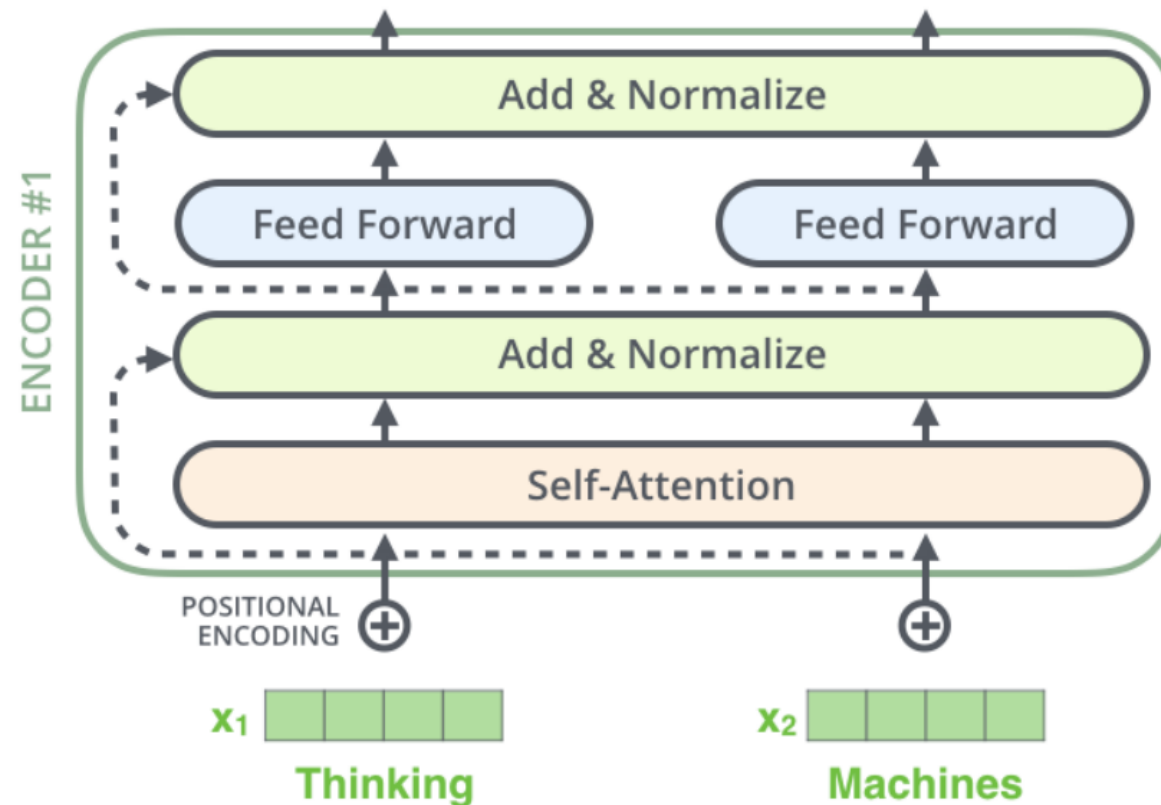 Add & Normalize
Feed Forward
Feed Forward
ENCODER #1
Add & Normalize
Self-Attention
POSITIONAL
ENCODING
x₁
x₂
Thinking
Machines